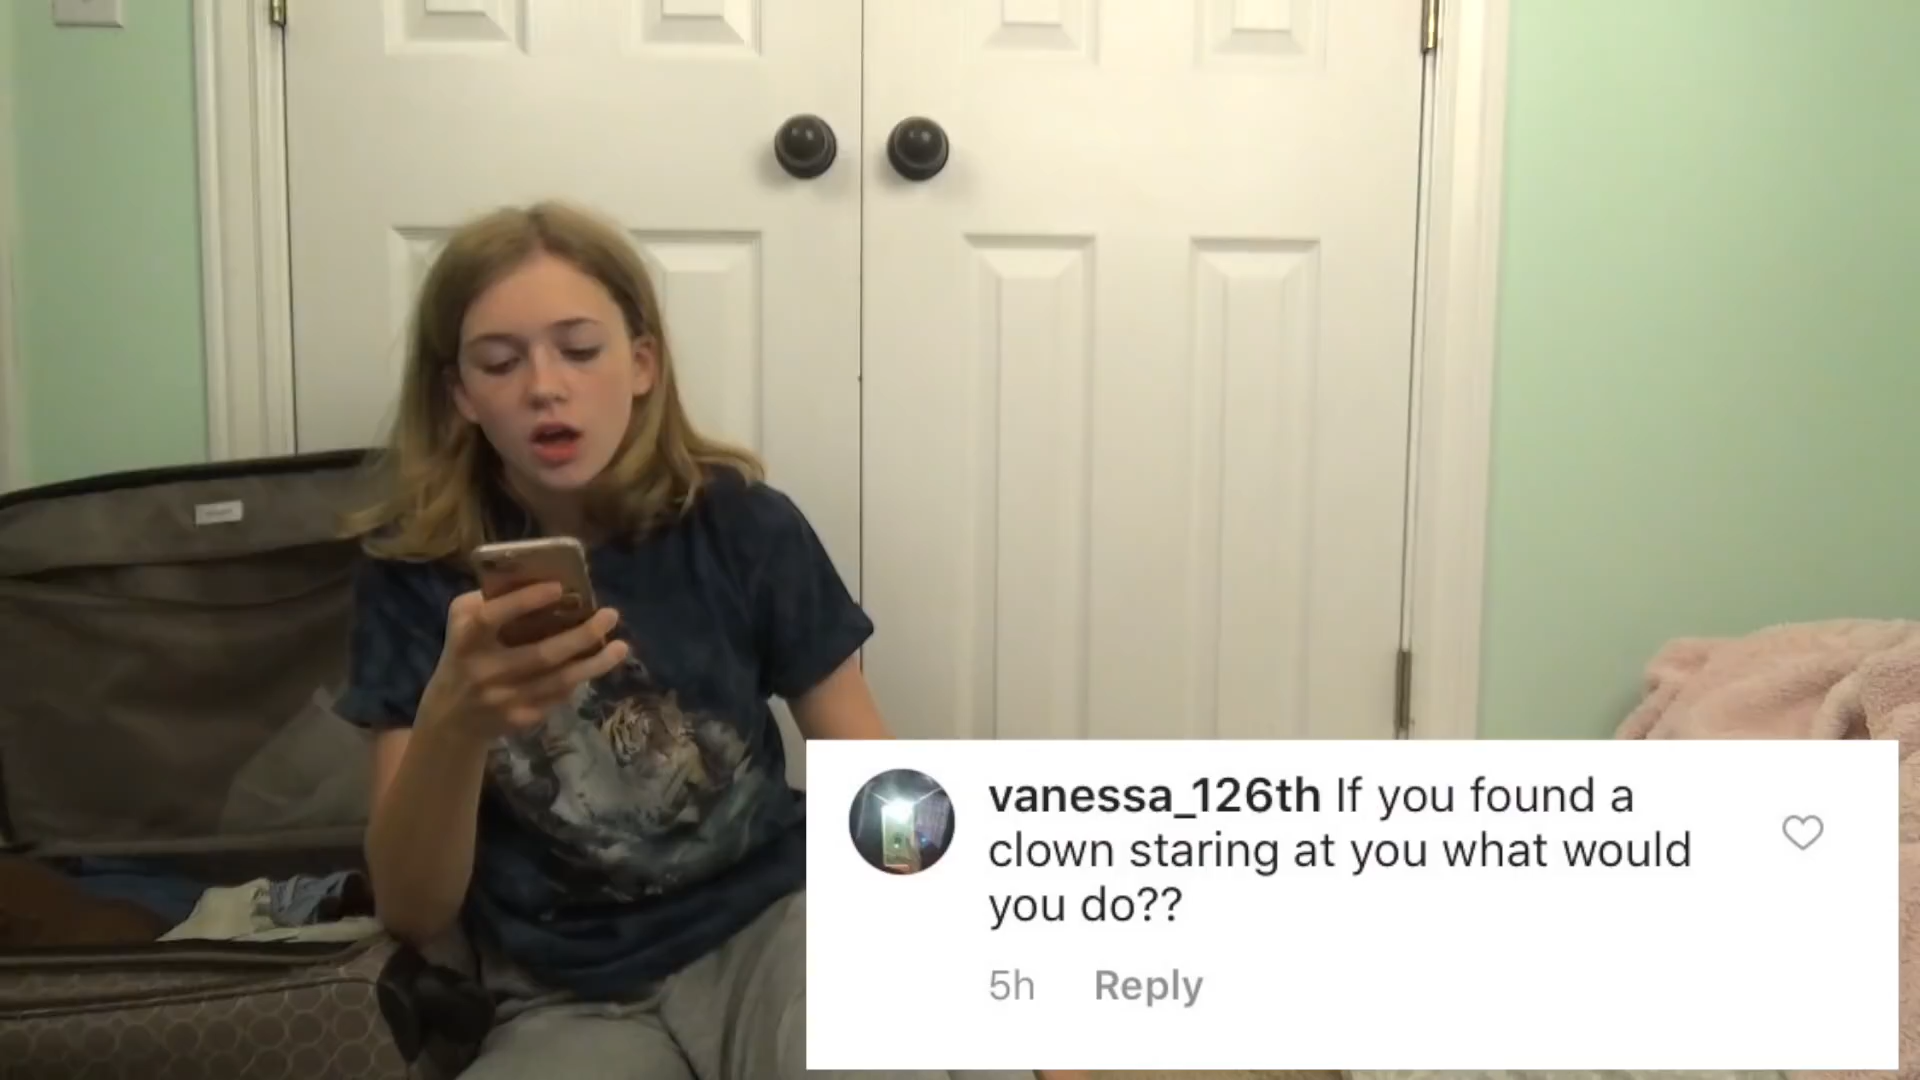 vanessa_126th If you found a
clown staring at you what would
you do??
5h Reply